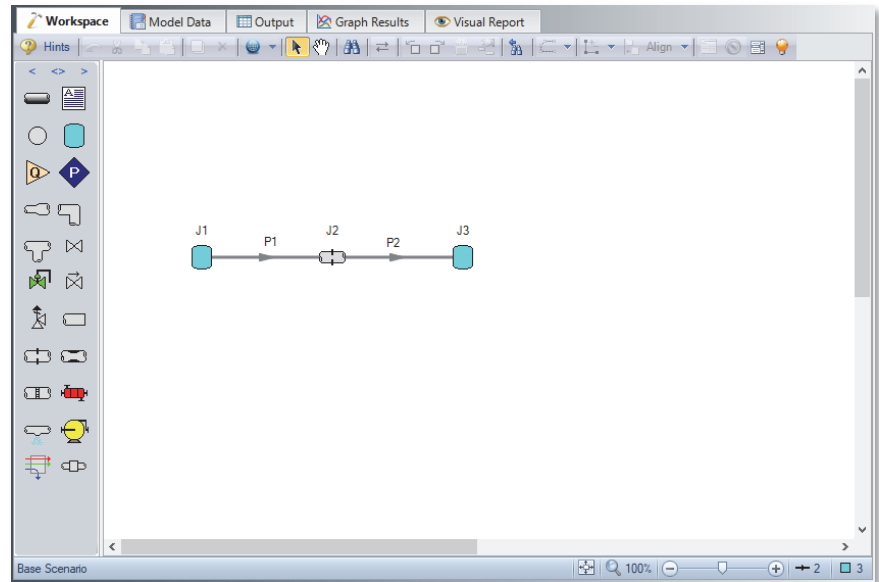 Workspace Model Data Output Graph Results Visual Report
Hints Align
< <> >
A
Q P
J1 P1 J2 P2 J3
Base Scenario 100% 2 3